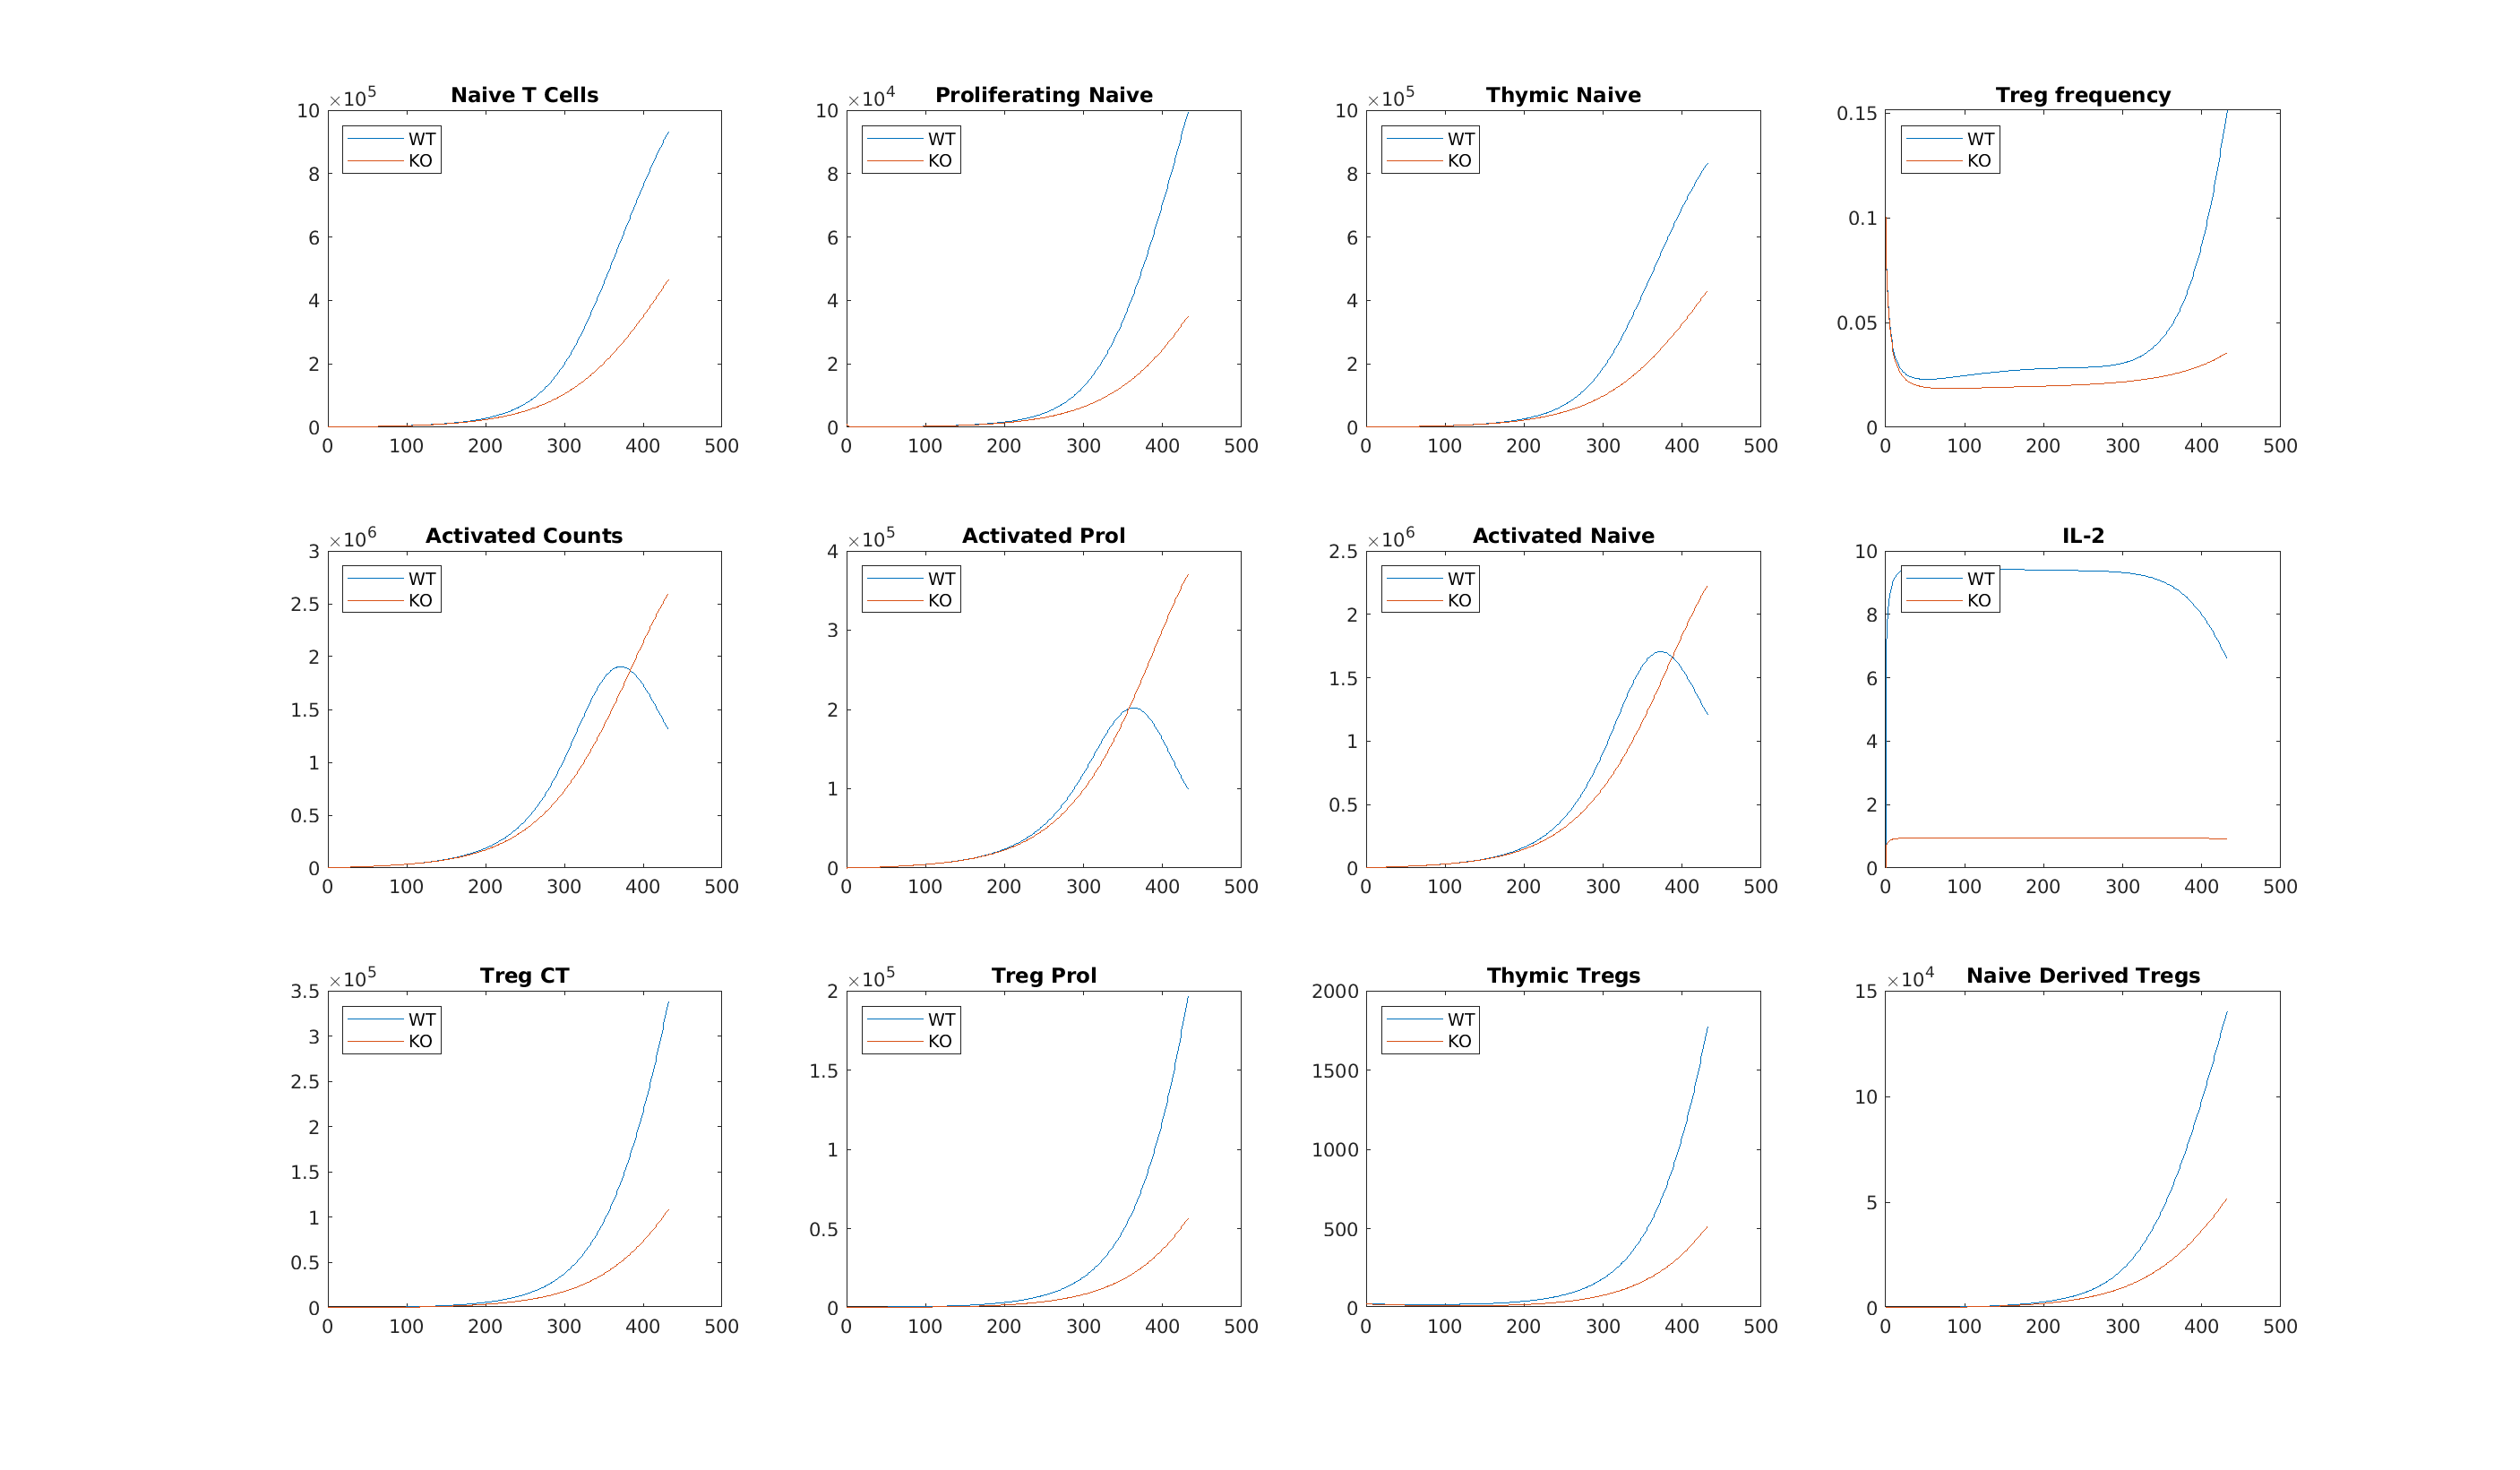 Naive T Cells
×10^5
WT
KO
10
8
6
4
2
0
0 100 200 300 400 500
Proliferating Naive
×10^4
WT
KO
10
8
6
4
2
0
0 100 200 300 400 500
Thymic Naive
×10^5
WT
KO
10
8
6
4
2
0
0 100 200 300 400 500
Treg frequency
WT
KO
0.15
0.1
0.05
0
0 100 200 300 400 500
Activated Counts
×10^6
WT
KO
3
2.5
2
1.5
1
0.5
0
0 100 200 300 400 500
Activated Prol
×10^5
WT
KO
4
3
2
1
0
0 100 200 300 400 500
Activated Naive
×10^6
WT
KO
2.5
2
1.5
1
0.5
0
0 100 200 300 400 500
IL-2
WT
KO
10
8
6
4
2
0
0 100 200 300 400 500
Treg CT
×10^5
WT
KO
3.5
3
2.5
2
1.5
1
0.5
0
0 100 200 300 400 500
Treg Prol
×10^5
WT
KO
2
1.5
1
0.5
0
0 100 200 300 400 500
Thymic Tregs
WT
KO
2000
1500
1000
500
0
0 100 200 300 400 500
Naive Derived Tregs
×10^4
WT
KO
15
10
5
0
0 100 200 300 400 500